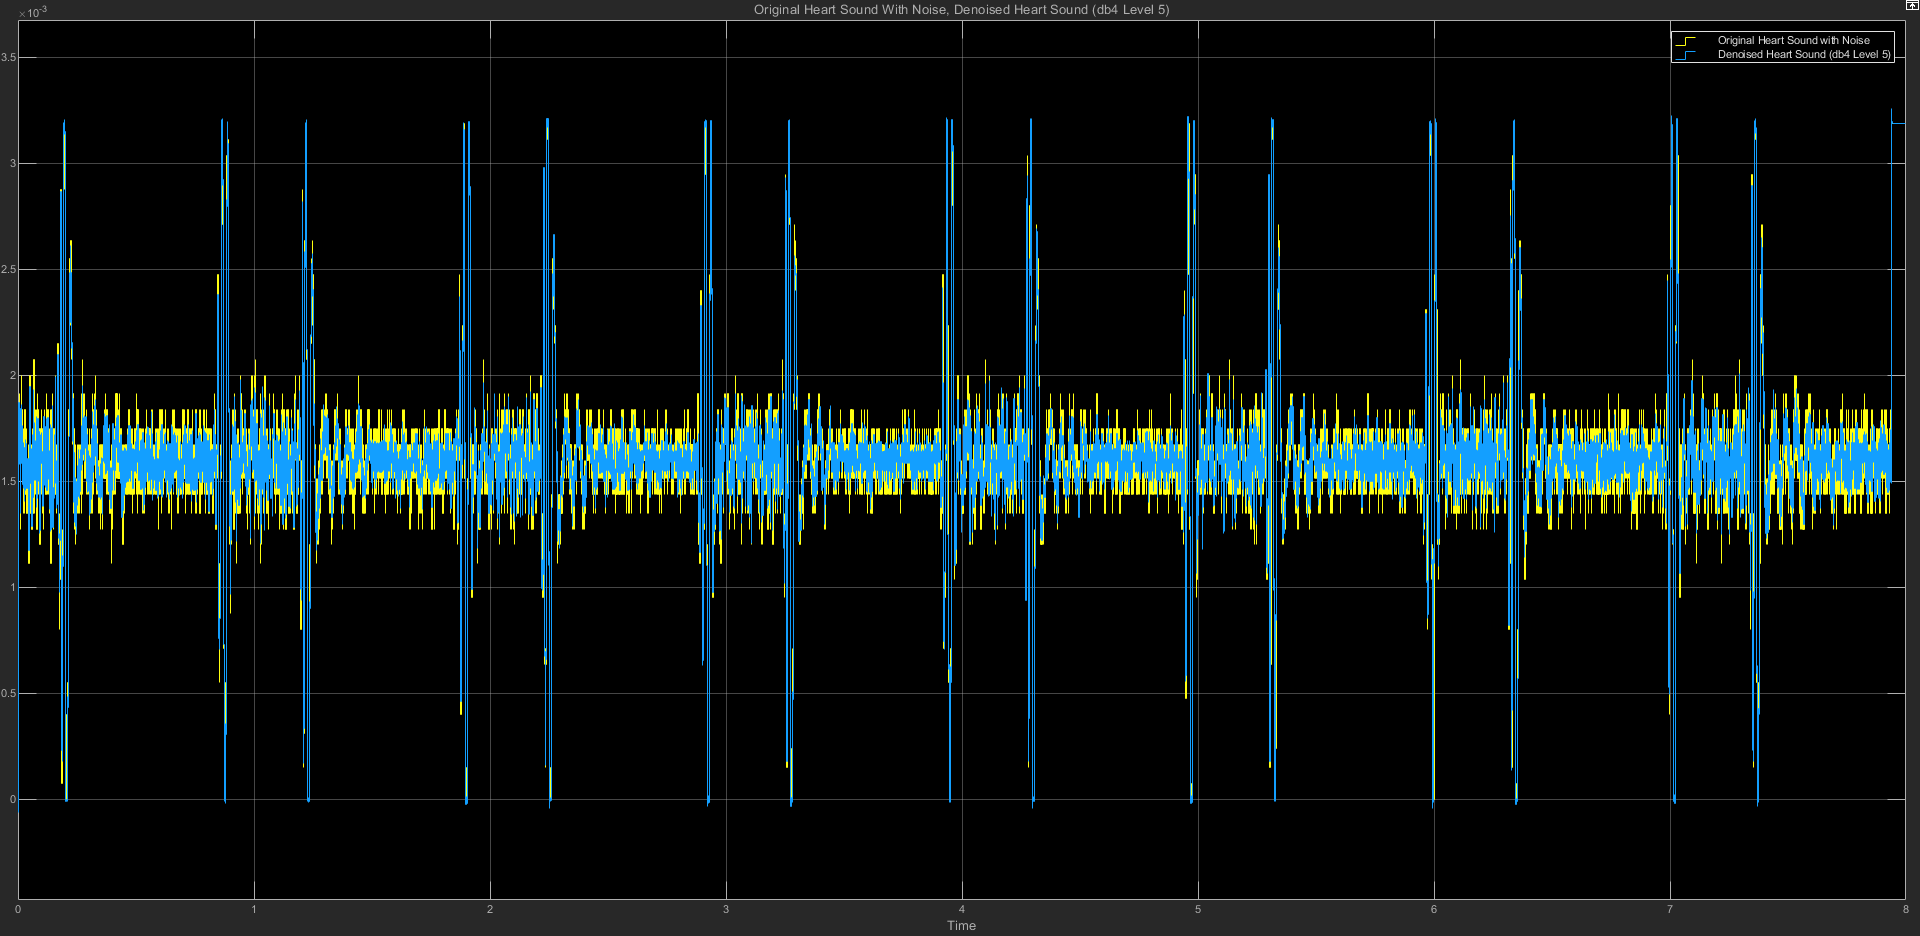 Original Heart Sound With Noise, Denoised Heart Sound (db4 Level 5)
×10⁻³
Original Heart Sound with Noise
Denoised Heart Sound (db4 Level 5)
3.5
3
2.5
2
1.5
1
0.5
0
0 1 2 3 4 5 6 7 8
Time